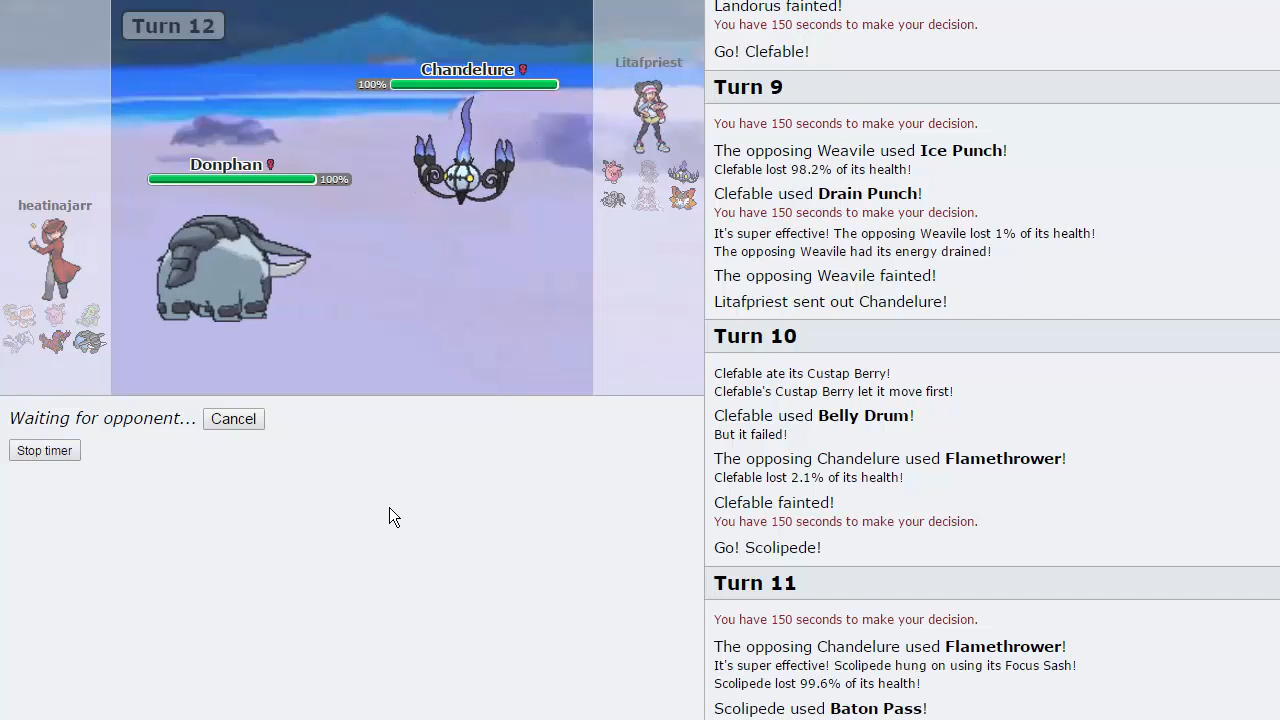 Turn 12
Chandelure
100%
Litafpriest
Donphan
100%
heatinajarr
Waiting for opponent... Cancel
Stop timer
Landorus fainted!
You have 150 seconds to make your decision.
Go! Clefable!
Turn 9
You have 150 seconds to make your decision.
The opposing Weavile used Ice Punch!
Clefable lost 98.2% of its health!
Clefable used Drain Punch!
You have 150 seconds to make your decision.
It's super effective! The opposing Weavile lost 1% of its health!
The opposing Weavile had its energy drained!
The opposing Weavile fainted!
Litafpriest sent out Chandelure!
Turn 10
Clefable ate its Custap Berry!
Clefable's Custap Berry let it move first!
Clefable used Belly Drum!
But it failed!
The opposing Chandelure used Flamethrower!
Clefable lost 2.1% of its health!
Clefable fainted!
You have 150 seconds to make your decision.
Go! Scolipede!
Turn 11
You have 150 seconds to make your decision.
The opposing Chandelure used Flamethrower!
It's super effective! Scolipede hung on using its Focus Sash!
Scolipede lost 99.6% of its health!
Scolipede used Baton Pass!